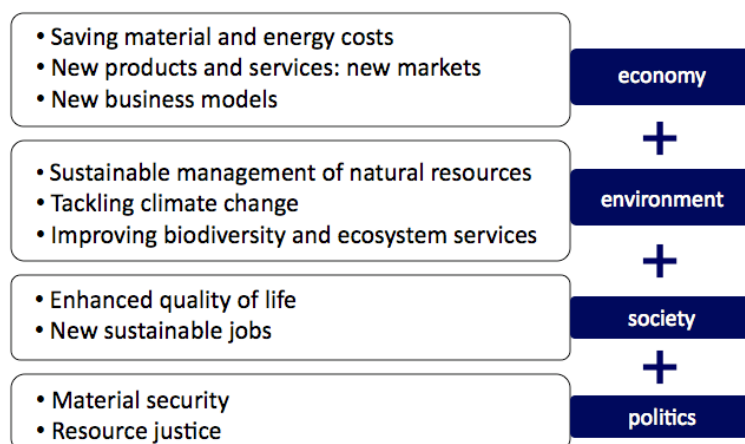 • Saving material and energy costs
• New products and services: new markets
• New business models
economy
+
• Sustainable management of natural resources
• Tackling climate change
• Improving biodiversity and ecosystem services
environment
+
• Enhanced quality of life
• New sustainable jobs
society
+
• Material security
• Resource justice
politics